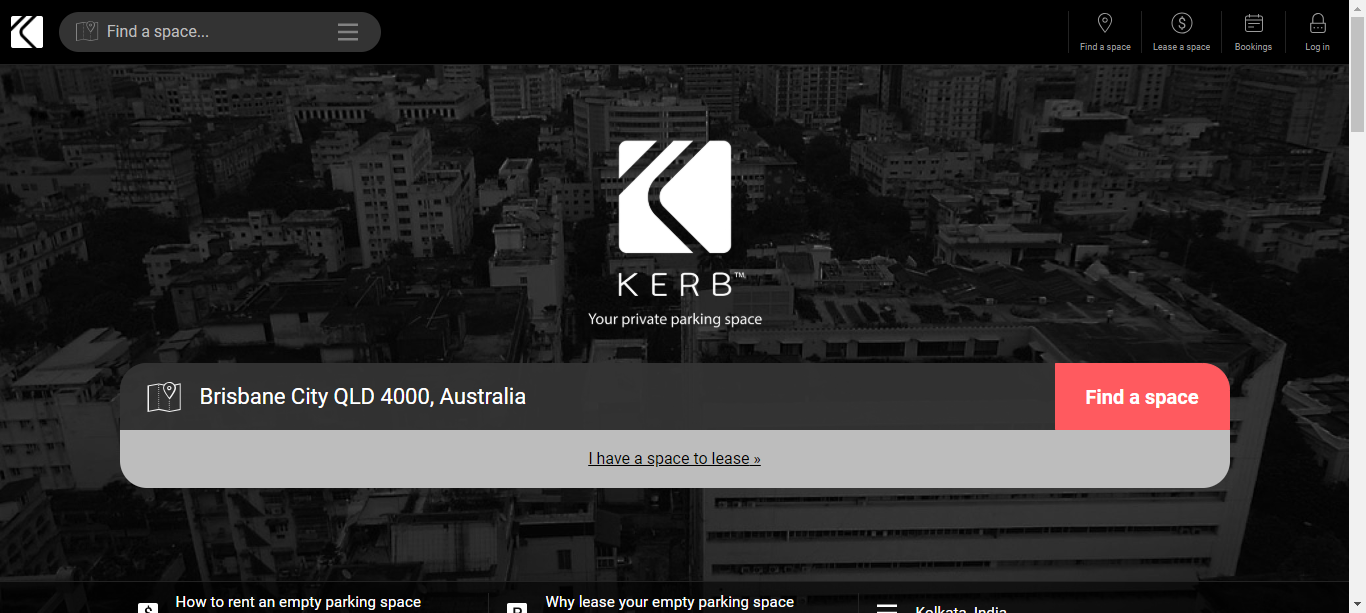 Find a space...
Find a space
Lease a space
Bookings
Log in
KERB™
Your private parking space
Brisbane City QLD 4000, Australia
Find a space
I have a space to lease »
How to rent an empty parking space
Why lease your empty parking space
Kolkata, India